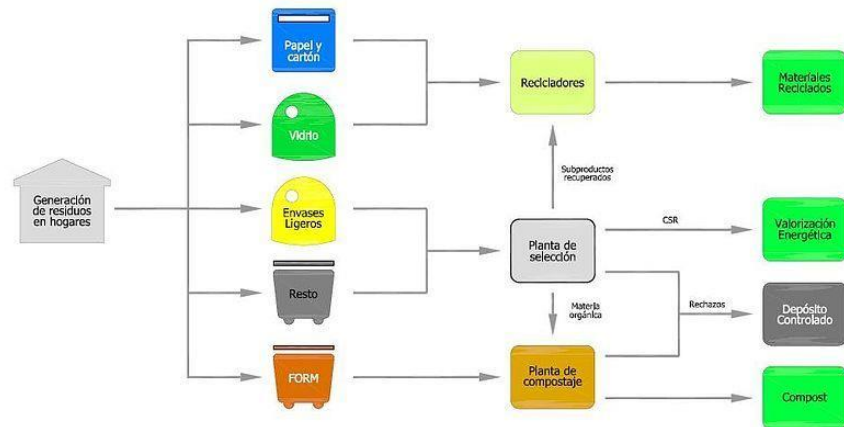 Papel y
cartón
Vidrio
Generación
de residuos
en hogares
Envases
Ligeros
Resto
FORM
Recicladores
Subproductos
recuperados
Planta de
selección
Materia
orgánica
Planta de
compostaje
CSR
Rechazos
Materiales
Reciclados
Valorización
Energética
Depósito
Controlado
Compost